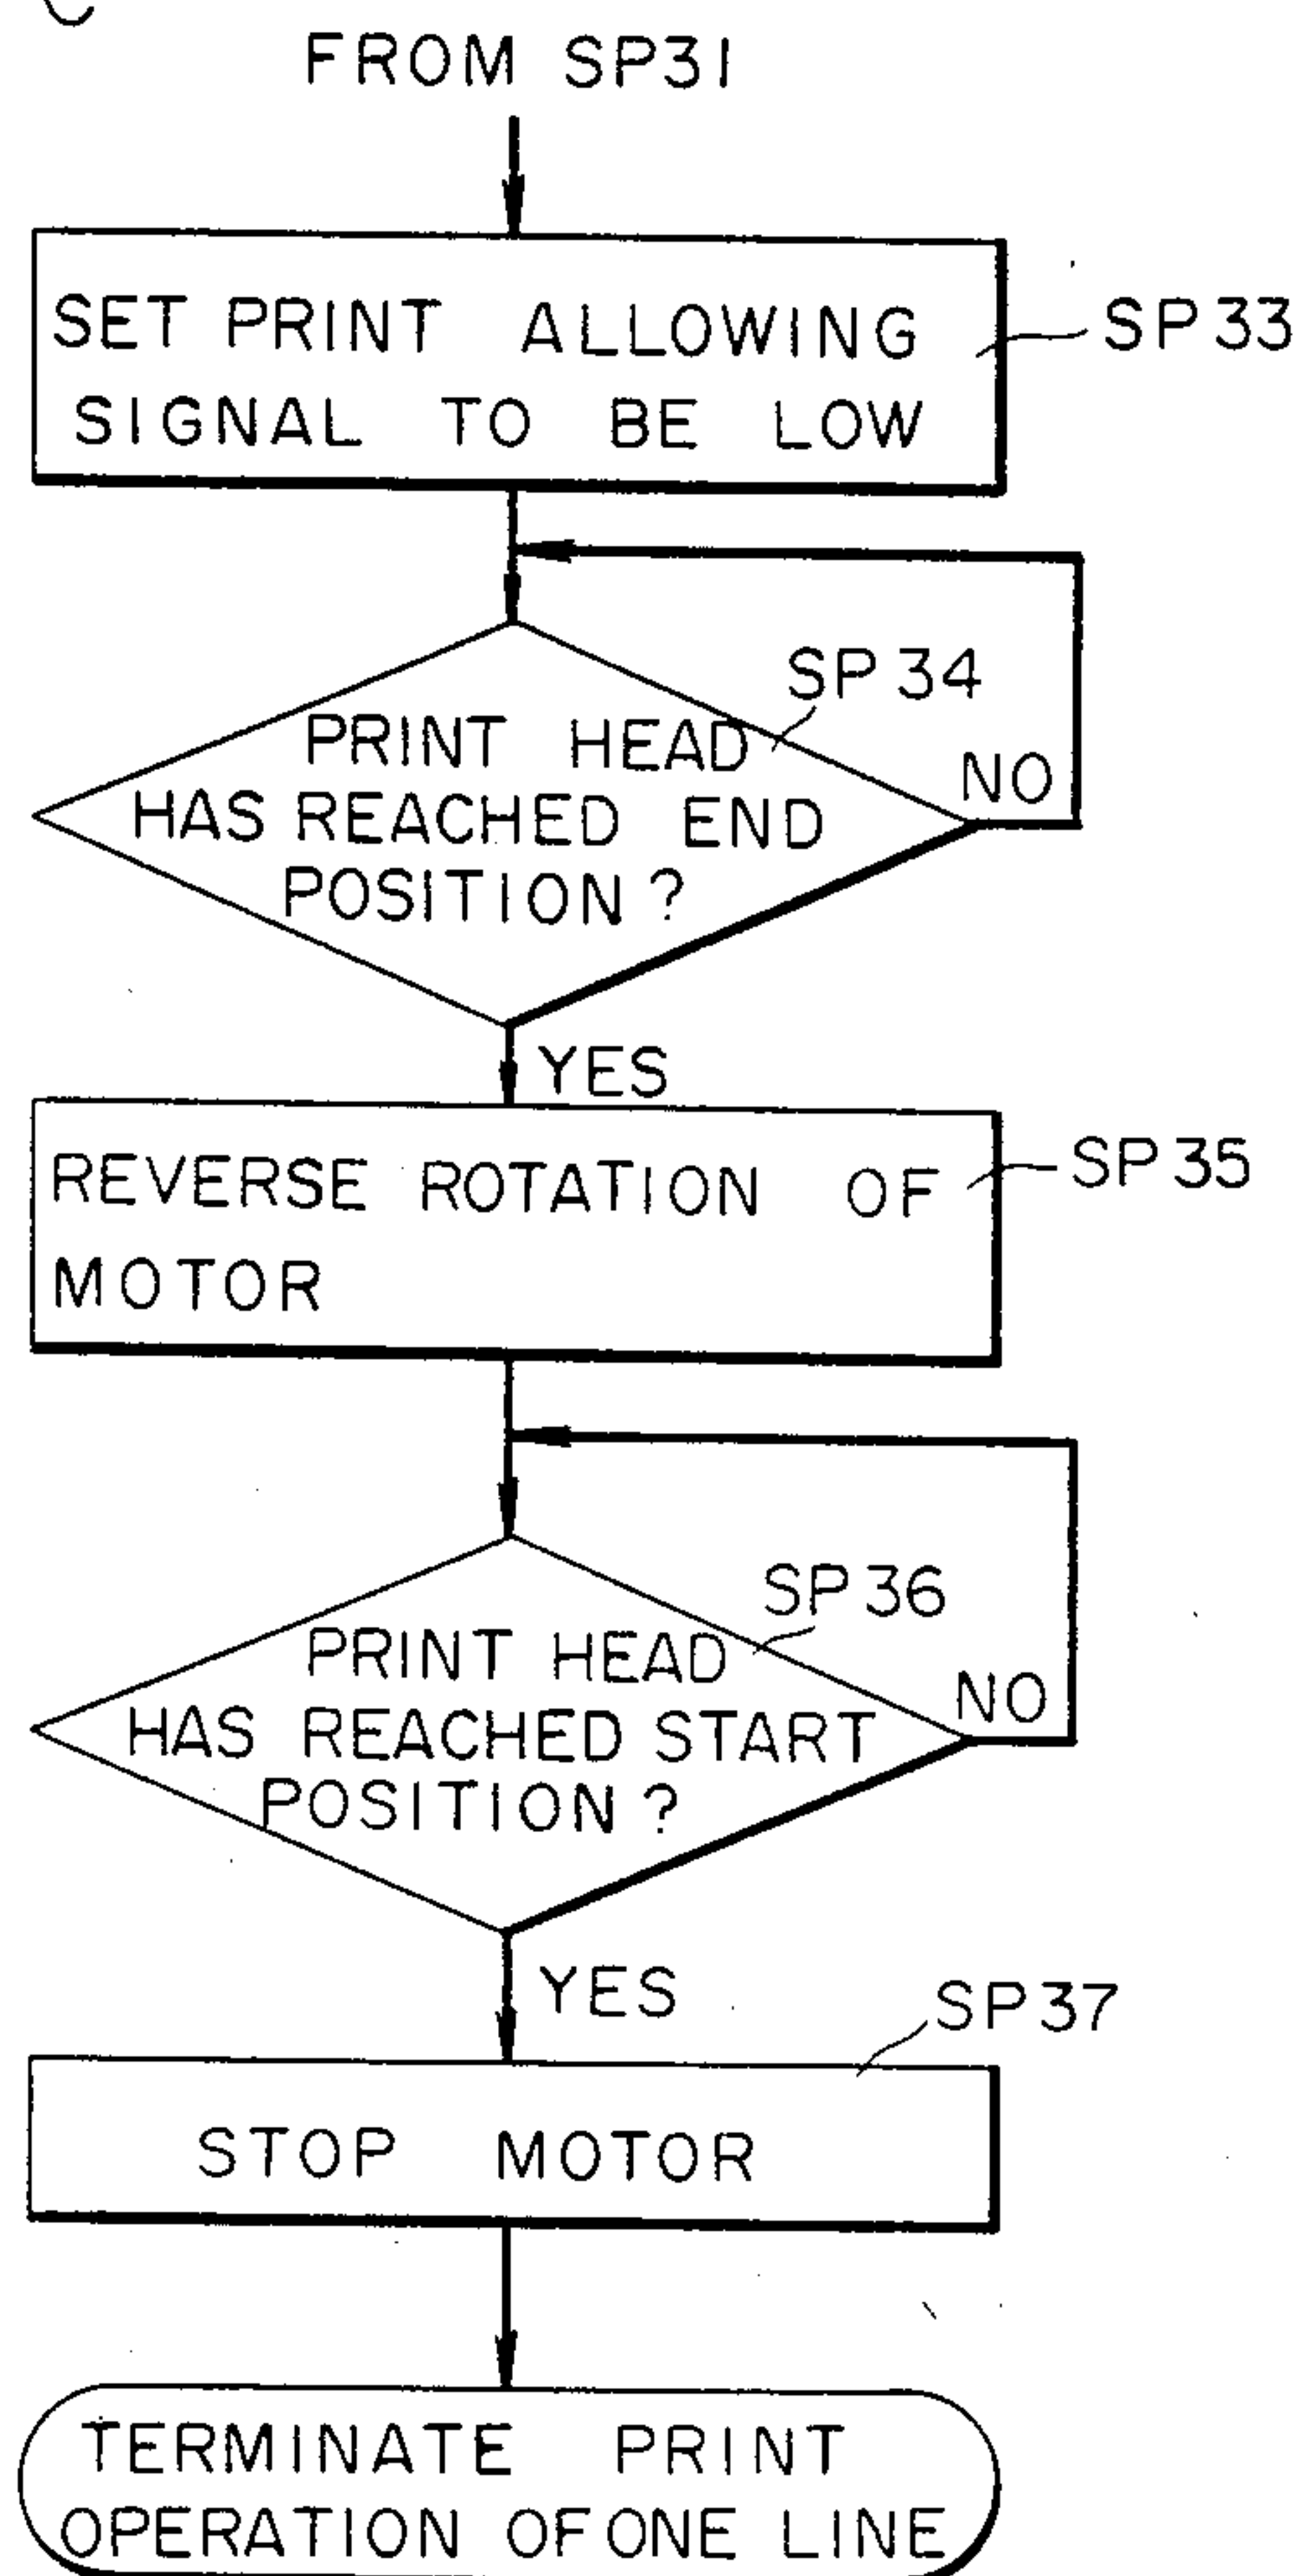 FROM SP31
SET PRINT ALLOWING
SIGNAL TO BE LOW
SP33
SP34
PRINT HEAD
HAS REACHED END
POSITION?
NO
YES
REVERSE ROTATION OF
MOTOR
SP35
SP36
PRINT HEAD
HAS REACHED START
POSITION?
NO
YES
SP37
STOP MOTOR
TERMINATE PRINT
OPERATION OF ONE LINE